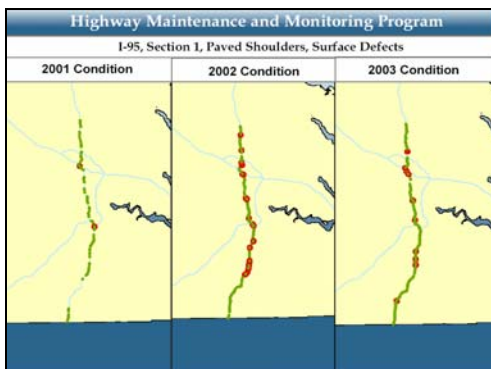 Highway Maintenance and Monitoring Program
I-95, Section 1, Paved Shoulders, Surface Defects
2001 Condition
2002 Condition
2003 Condition